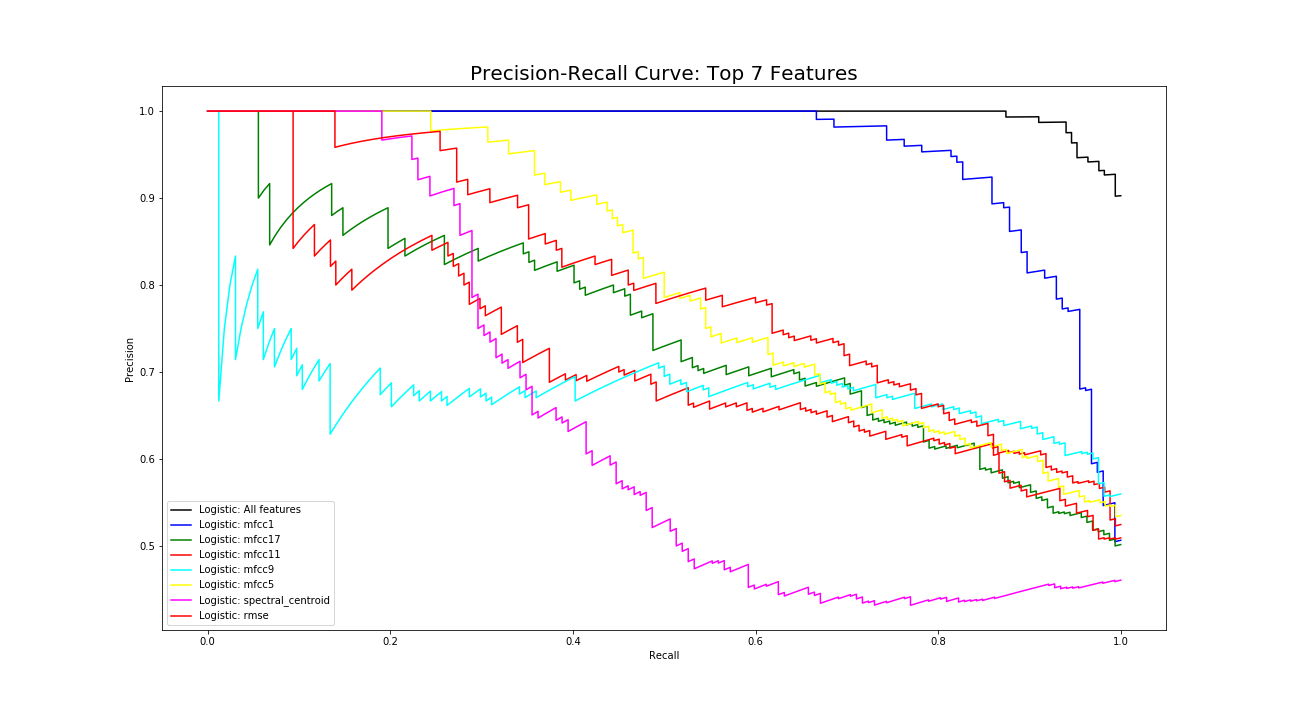 Precision-Recall Curve: Top 7 Features
1.0
0.9
0.8
0.7
0.6
0.5
Precision
Logistic: All features
Logistic: mfcc1
Logistic: mfcc17
Logistic: mfcc11
Logistic: mfcc9
Logistic: mfcc5
Logistic: spectral_centroid
Logistic: rmse
0.0 0.2 0.4 0.6 0.8 1.0
Recall